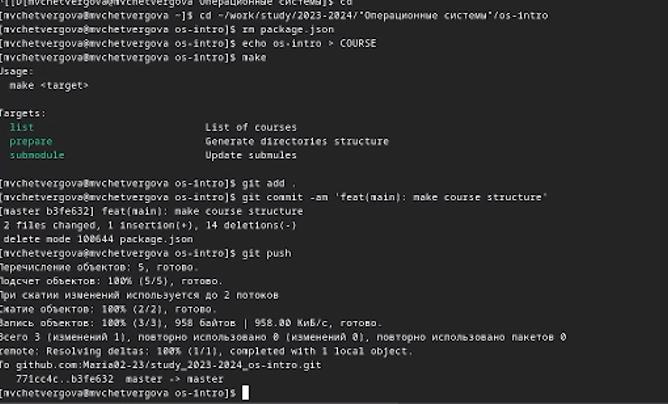 [mvchetvergova@mvchetvergova Операционные системы]$ cd
[mvchetvergova@mvchetvergova ~]$ cd ~/work/study/2023-2024/"Операционные системы"/os-intro
[mvchetvergova@mvchetvergova os-intro]$ rm package.json
[mvchetvergova@mvchetvergova os-intro]$ echo os-intro > COURSE
[mvchetvergova@mvchetvergova os-intro]$ make
Usage:
make <target>
Targets:
list List of courses
prepare Generate directories structure
submodule Update submules
[mvchetvergova@mvchetvergova os-intro]$ git add .
[mvchetvergova@mvchetvergova os-intro]$ git commit -am 'feat(main): make course structure'
[master b3fe632] feat(main): make course structure
2 files changed, 1 insertion(+), 14 deletions(-)
delete mode 100644 package.json
[mvchetvergova@mvchetvergova os-intro]$ git push
Перечисление объектов: 5, готово.
Подсчет объектов: 100% (5/5), готово.
При сжатии изменений используется до 2 потоков
Сжатие объектов: 100% (2/2), готово.
Запись объектов: 100% (3/3), 958 байтов | 958.00 КиБ/с, готово.
Всего 3 (изменений 1), повторно использовано 0 (изменений 0), повторно использовано пакетов 0
remote: Resolving deltas: 100% (1/1), completed with 1 local object.
To github.com:Maria02-23/study_2023-2024_os-intro.git
771cc4c..b3fe632 master -> master
[mvchetvergova@mvchetvergova os-intro]$